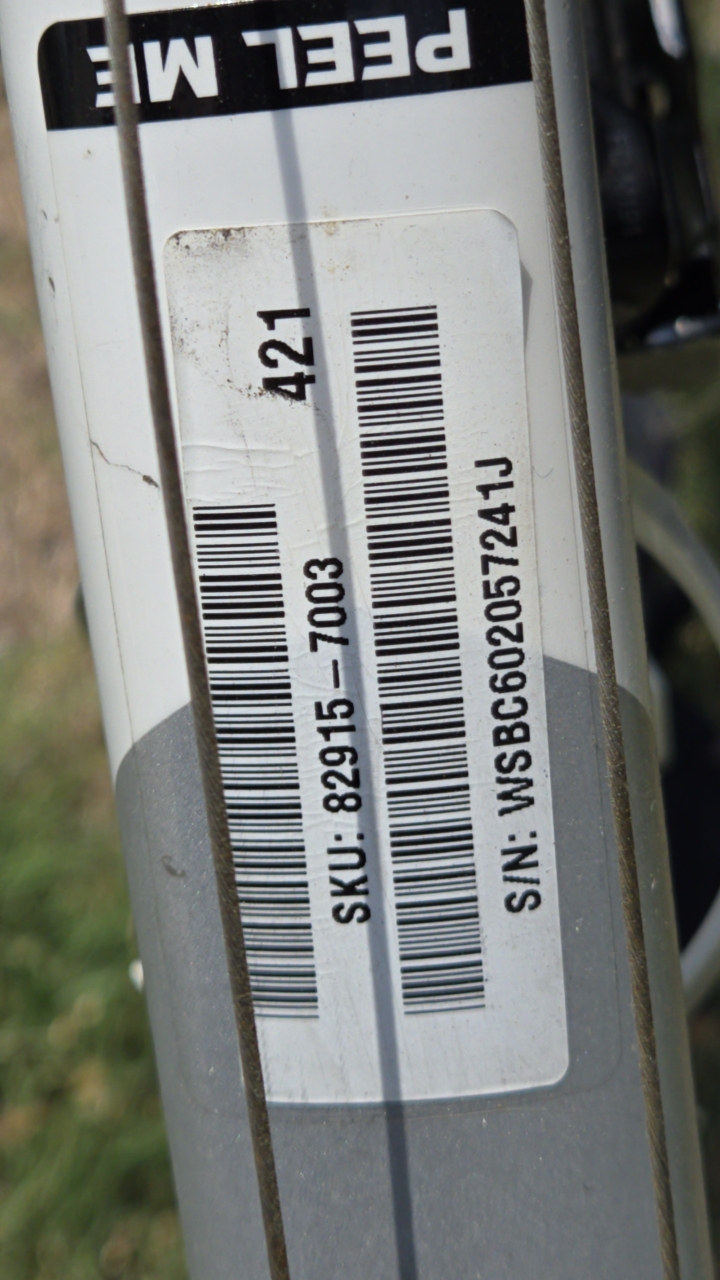 PEEL ME
421
SKU: 82915-7003
S/N: WSBC602057241J